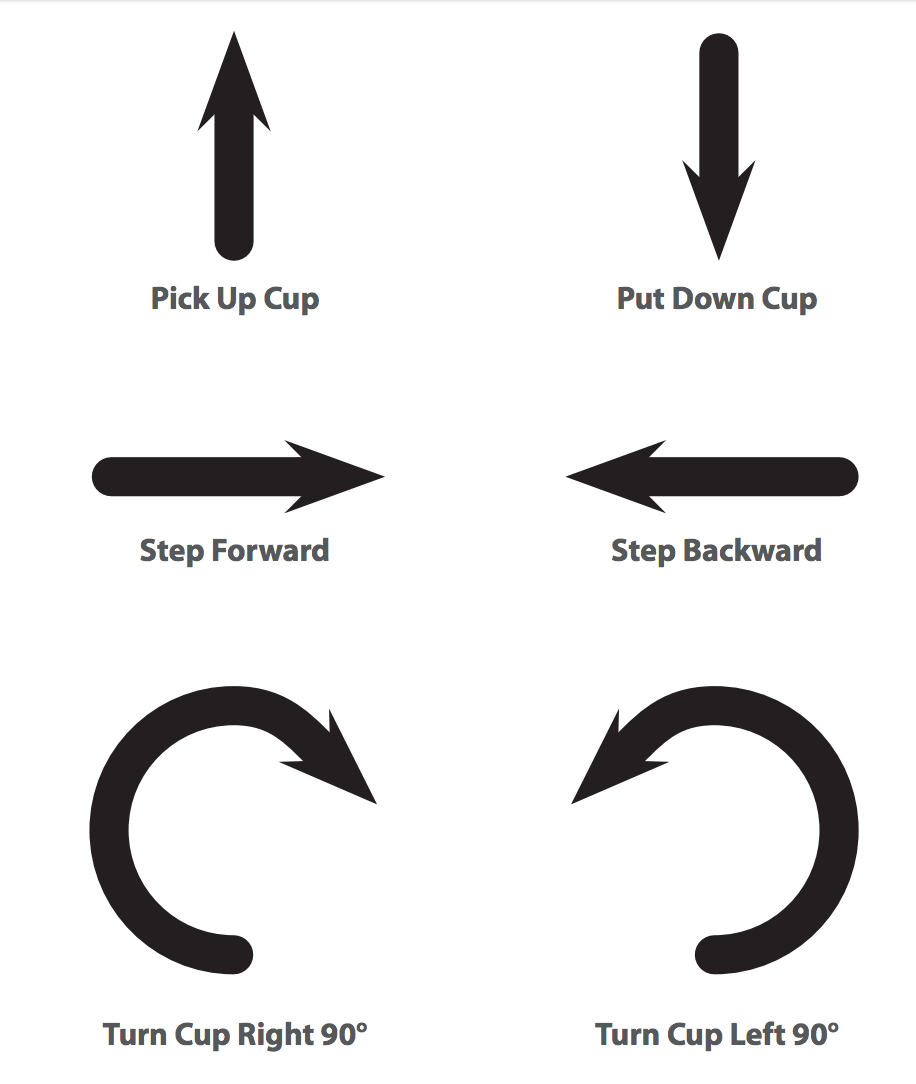 Pick Up Cup
Put Down Cup
Step Forward
Step Backward
Turn Cup Right 90°
Turn Cup Left 90°